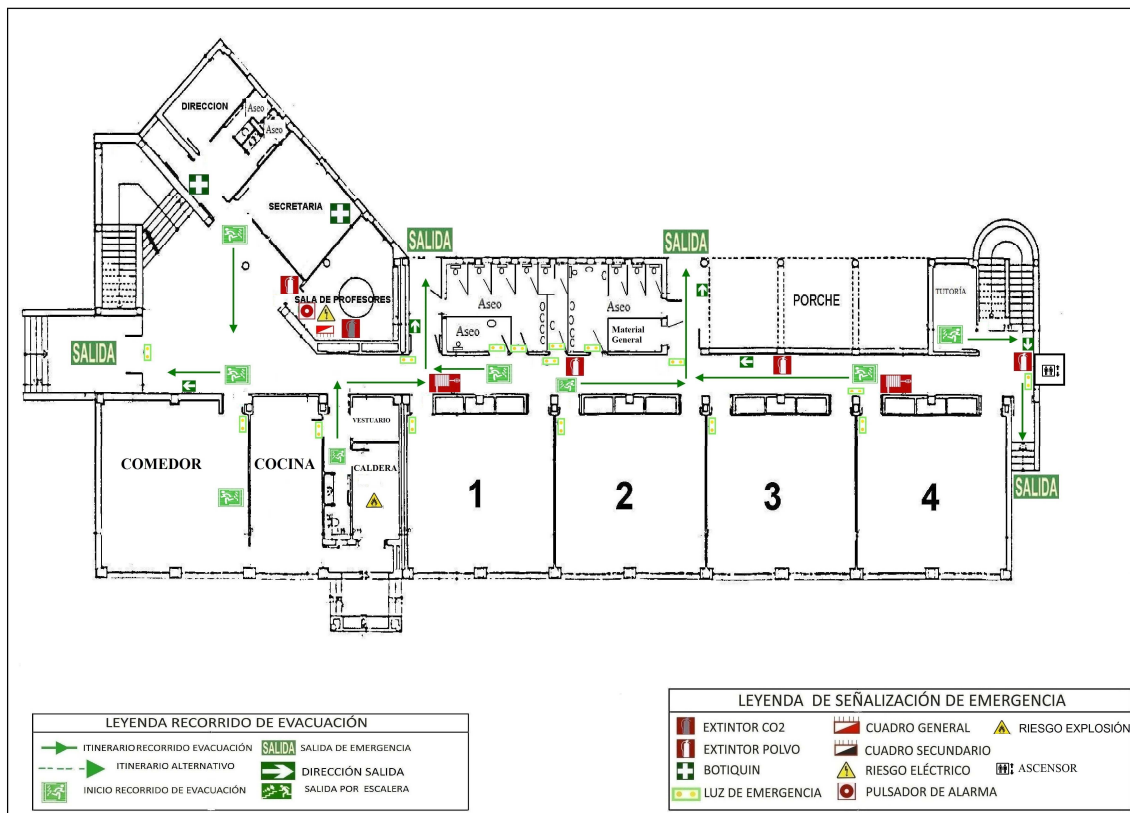 DIRECCION
Aseo
Aseo
SECRETARIA
SALIDA
SALIDA
SALA DE PROFESORES
Aseo
Aseo
Aseo
Material
General
PORCHE
TUTORÍA
SALIDA
VESTUARIO
COMEDOR
COCINA
CALDERA
1
2
3
4
SALIDA
LEYENDA RECORRIDO DE EVACUACIÓN
ITINERARIO RECORRIDO EVACUACIÓN
SALIDA SALIDA DE EMERGENCIA
ITINERARIO ALTERNATIVO
DIRECCIÓN SALIDA
INICIO RECORRIDO DE EVACUACIÓN
SALIDA POR ESCALERA
LEYENDA DE SEÑALIZACIÓN DE EMERGENCIA
EXTINTOR CO2
CUADRO GENERAL
RIESGO EXPLOSIÓN
EXTINTOR POLVO
CUADRO SECUNDARIO
BOTIQUIN
RIESGO ELÉCTRICO
ASCENSOR
LUZ DE EMERGENCIA
PULSADOR DE ALARMA